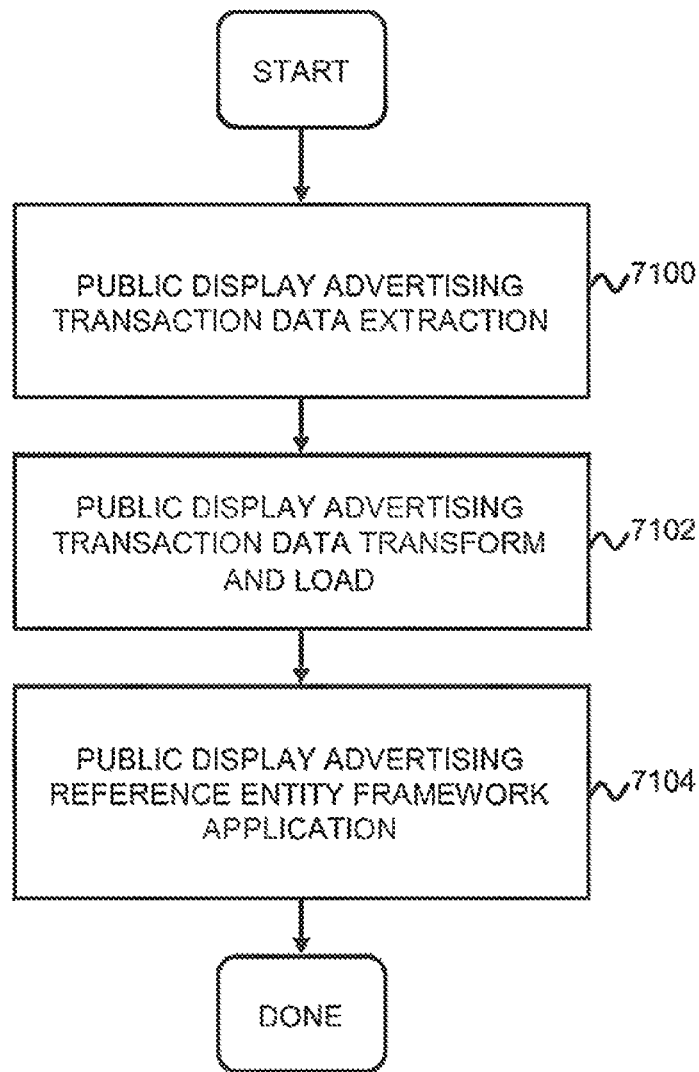 START
PUBLIC DISPLAY ADVERTISING
TRANSACTION DATA EXTRACTION
7100
PUBLIC DISPLAY ADVERTISING
TRANSACTION DATA TRANSFORM
AND LOAD
7102
PUBLIC DISPLAY ADVERTISING
REFERENCE ENTITY FRAMEWORK
APPLICATION
7104
DONE